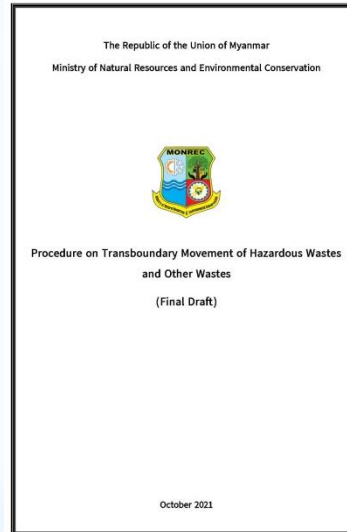 The Republic of the Union of Myanmar
Ministry of Natural Resources and Environmental Conservation
MONREC
Procedure on Transboundary Movement of Hazardous Wastes
and Other Wastes
(Final Draft)
October 2021